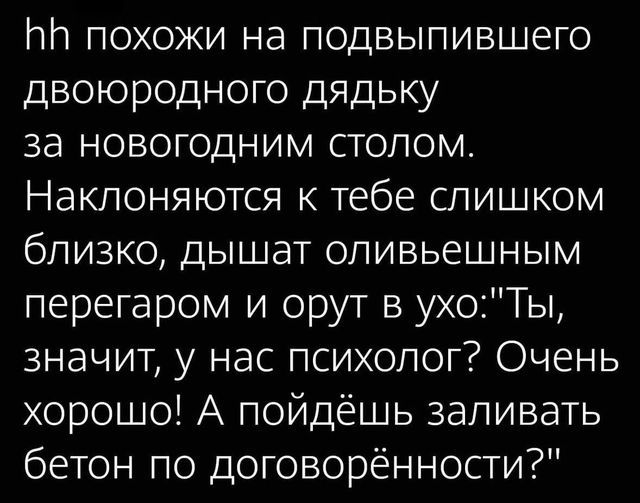 hh похожи на подвыпившего
двоюродного дядьку
за новогодним столом.
Наклоняются к тебе слишком
близко, дышат оливьешным
перегаром и орут в ухо:"Ты,
значит, у нас психолог? Очень
хорошо! А пойдёшь заливать
бетон по договорённости?"